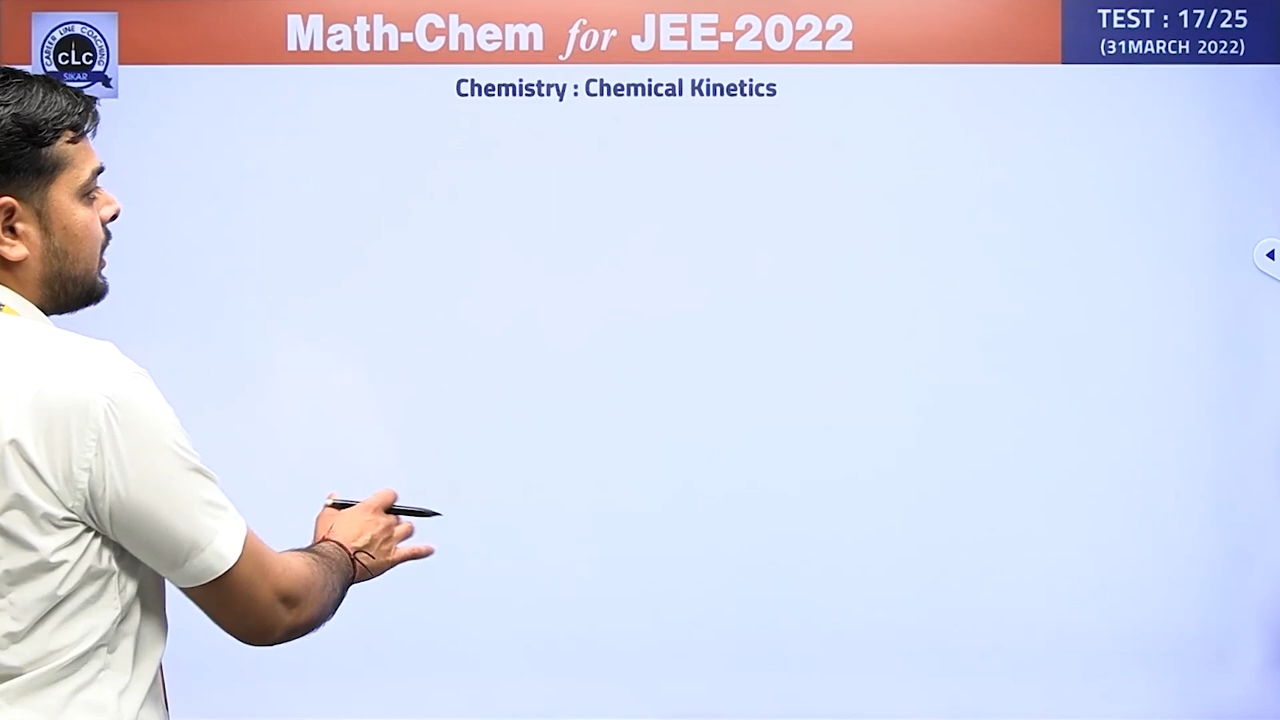 Math-Chem for JEE-2022
TEST : 17/25
(31MARCH 2022)
CAREER LINE COACHING
CLC
SIKAR
Chemistry : Chemical Kinetics